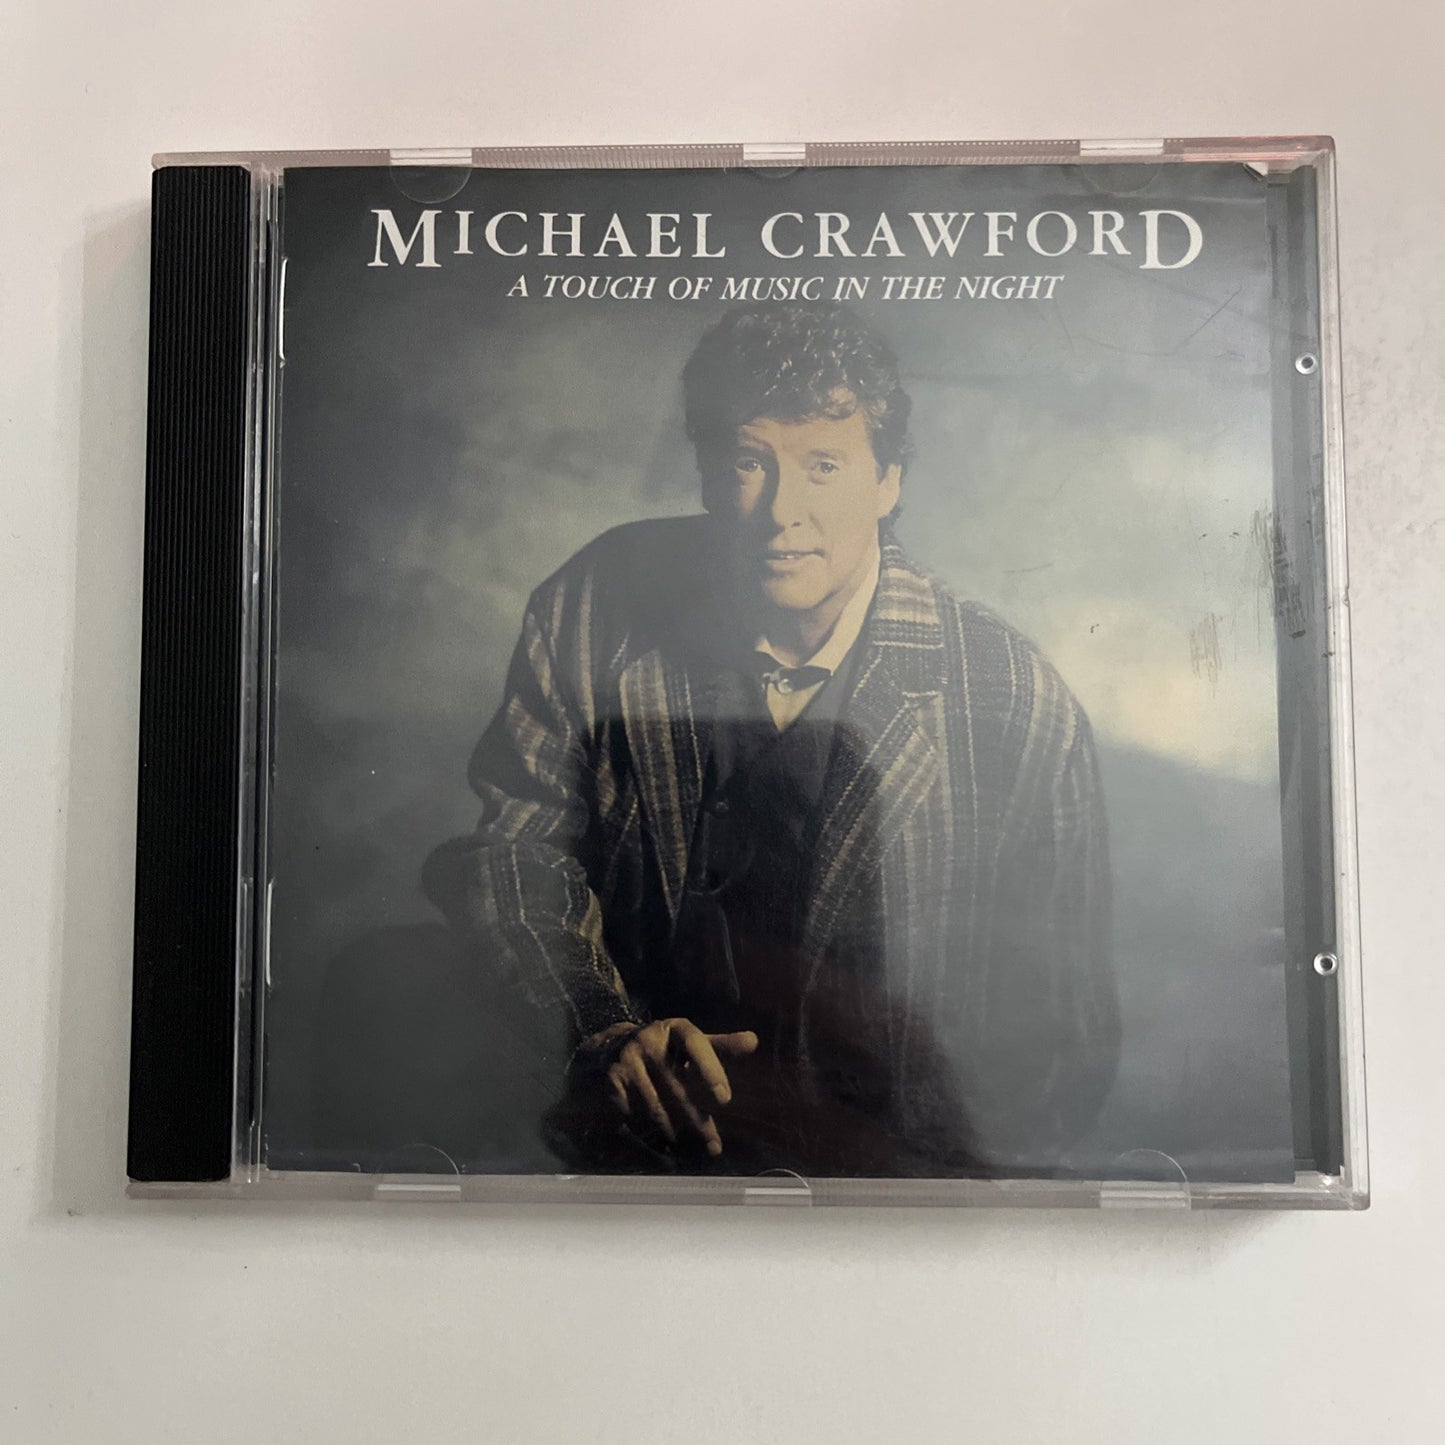 MICHAEL CRAWFORD
A TOUCH OF MUSIC IN THE NIGHT